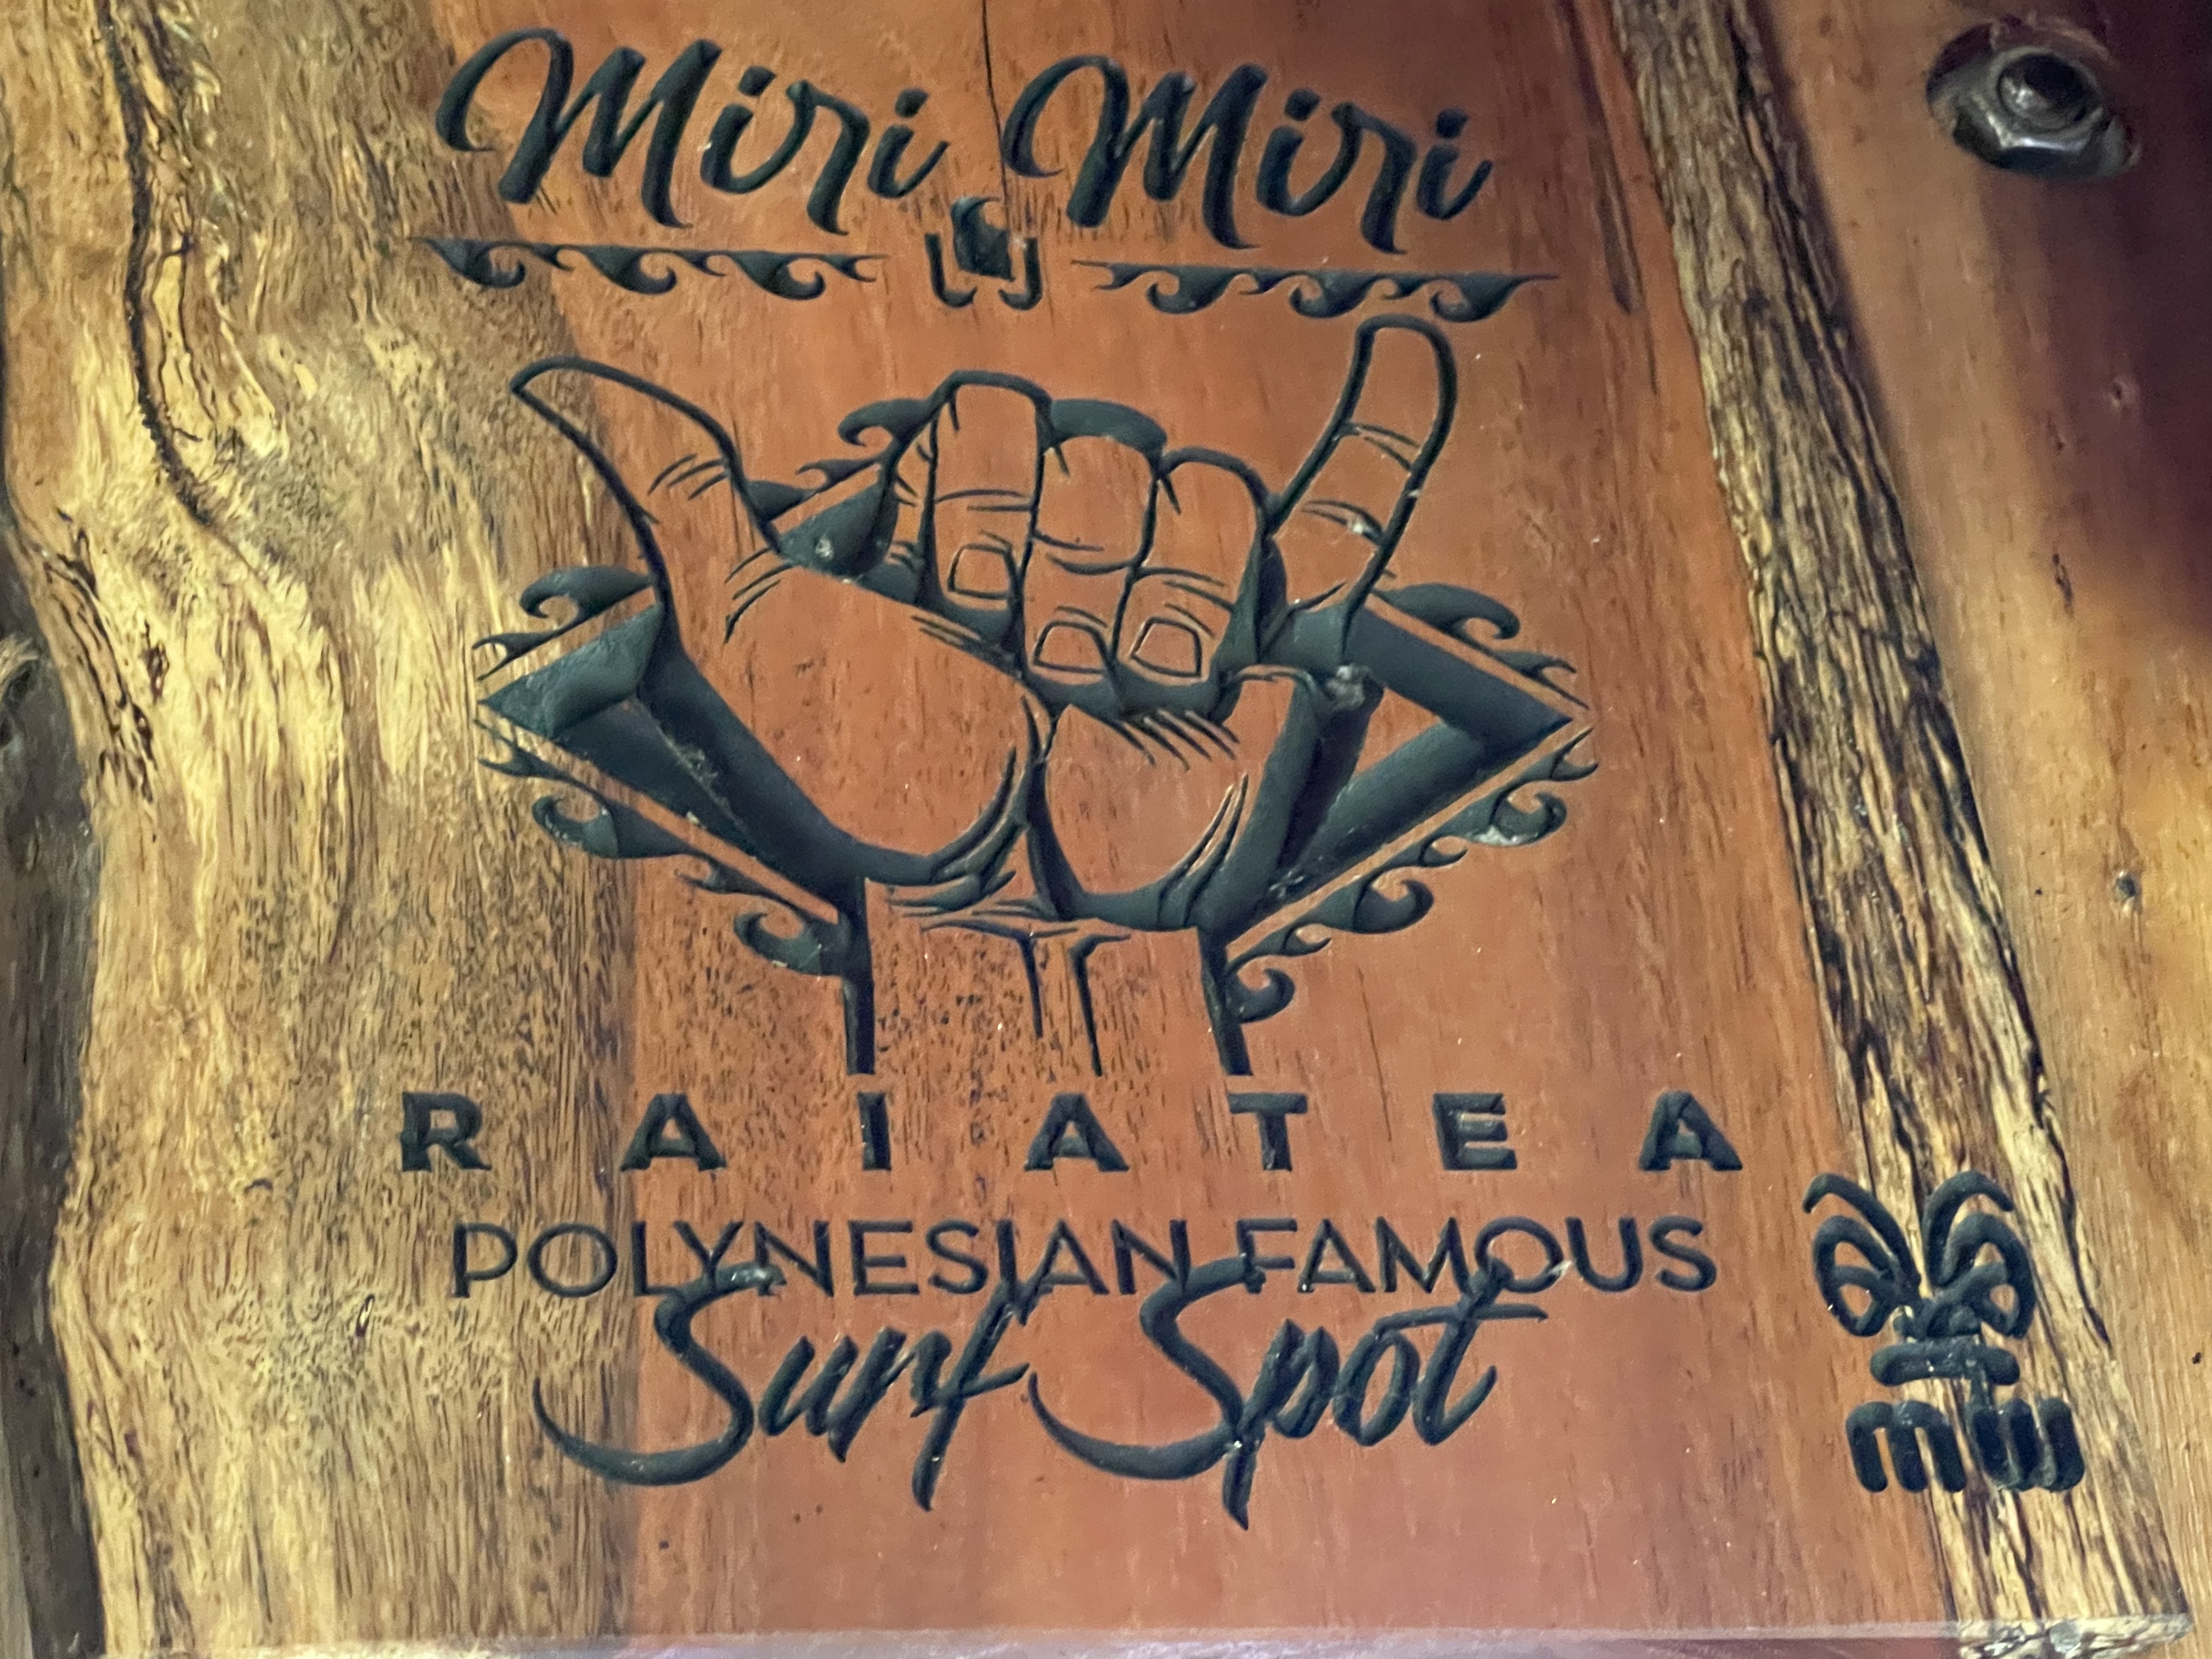 Miri Miri
RAIATEA
POLYNESIAN FAMOUS
Surf Spot